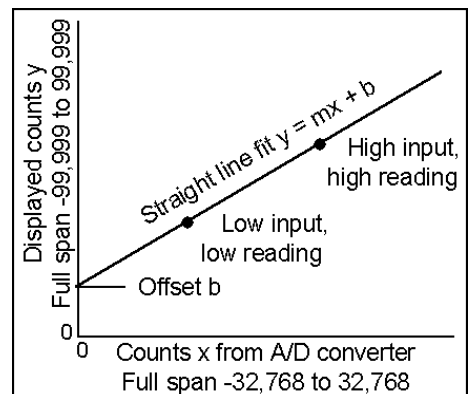 Displayed counts y
Full span -99,999 to 99,999
Straight line fit y = mx + b
High input,
high reading
Low input,
low reading
Offset b
0
0
Counts x from A/D converter
Full span -32,768 to 32,768